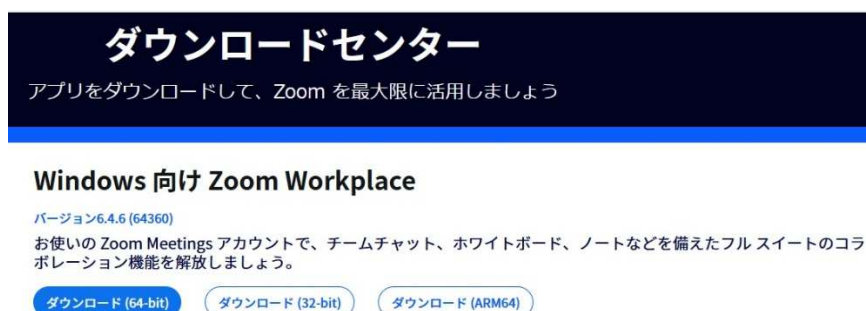 ダウンロードセンター
アプリをダウンロードして、Zoom を最大限に活用しましょう
Windows 向け Zoom Workplace
バージョン6.4.6 (64360)
お使いの Zoom Meetings アカウントで、チームチャット、ホワイトボード、ノートなどを備えたフル スイートのコラ
ボレーション機能を解放しましょう。
ダウンロード (64-bit) ダウンロード (32-bit) ダウンロード (ARM64)